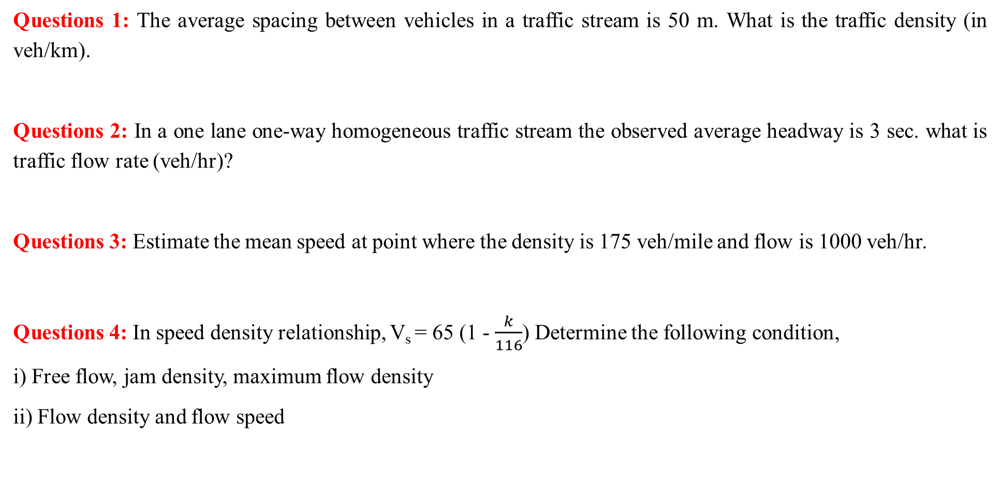 Questions 1: The average spacing between vehicles in a traffic stream is 50 m. What is the traffic density (in
veh/km).
Questions 2: In a one lane one-way homogeneous traffic stream the observed average headway is 3 sec. what is
traffic flow rate (veh/hr)?
Questions 3: Estimate the mean speed at point where the density is 175 veh/mile and flow is 1000 veh/hr.
Questions 4: In speed density relationship, Vₛ = 65 (1 - k/116) Determine the following condition,
i) Free flow, jam density, maximum flow density
ii) Flow density and flow speed